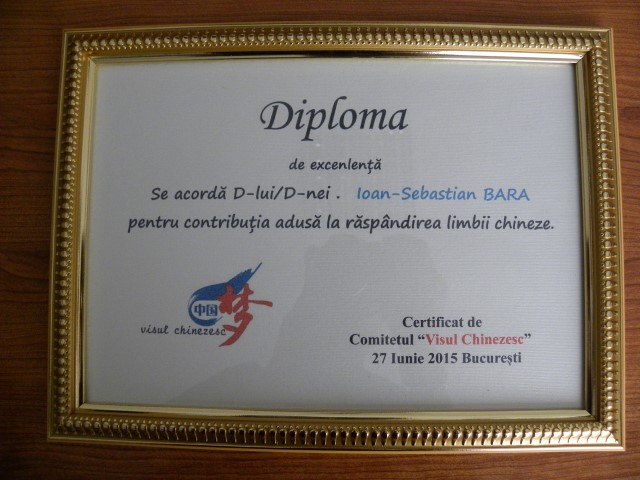 Diploma
de excenlență
Se acordă D-lui/D-nei . Ioan-Sebastian BARA
pentru contribuția adusă la răspândirea limbii chineze.
中国梦
visul chinezesc
Certificat de
Comitetul “Visul Chinezesc”
27 Iunie 2015 București